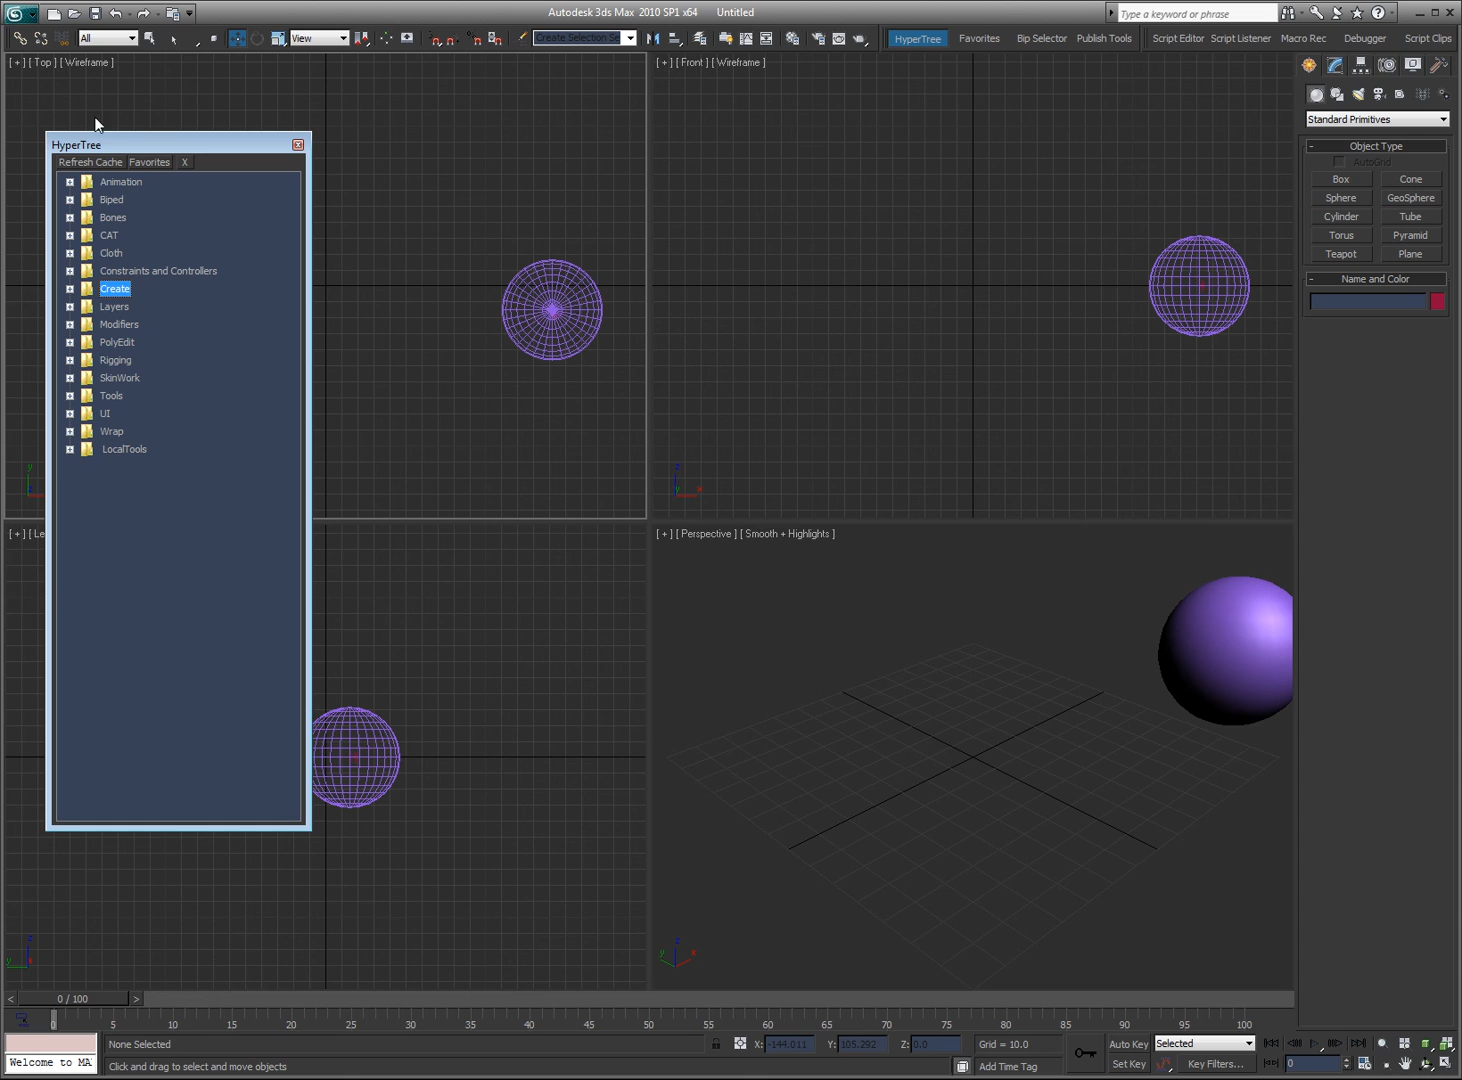 Autodesk 3ds Max 2010 SP1 x64 Untitled
Type a keyword or phrase
All
View
Create Selection Se
HyperTree Favorites Bip Selector Publish Tools Script Editor Script Listener Macro Rec Debugger Script Clips
[ + ] [ Top ] [ Wireframe ]
[ + ] [ Front ] [ Wireframe ]
HyperTree
Refresh Cache Favorites X
Animation
Biped
Bones
CAT
Cloth
Constraints and Controllers
Create
Layers
Modifiers
PolyEdit
Rigging
SkinWork
Tools
UI
Wrap
LocalTools
Standard Primitives
- Object Type
AutoGrid
Box Cone
Sphere GeoSphere
Cylinder Tube
Torus Pyramid
Teapot Plane
- Name and Color
y
z
x
z
y
x
[ + ] [ Le
[ + ] [ Perspective ] [ Smooth + Highlights ]
z
y
z
y
x
< 0 / 100 >
0 5 10 15 20 25 30 35 40 45 50 55 60 65 70 75 80 85 90 95 100
None Selected
X: -144.011 Y: 105.292 Z: 0.0 Grid = 10.0
Auto Key Selected
Welcome to MA
Click and drag to select and move objects
Add Time Tag
Set Key Key Filters... 0